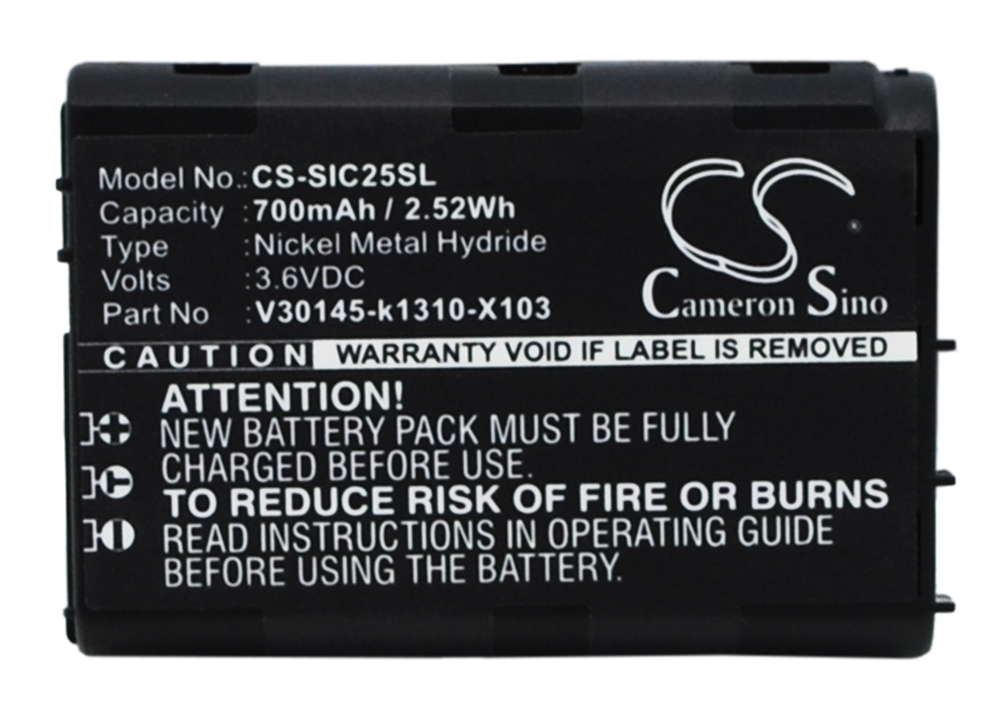 Model No.: CS-SIC25SL
Capacity : 700mAh / 2.52Wh
Type : Nickel Metal Hydride
Volts : 3.6VDC
Part No : V30145-k1310-X103
CS
Cameron Sino
CAUTION WARRANTY VOID IF LABEL IS REMOVED
ATTENTION!
NEW BATTERY PACK MUST BE FULLY
CHARGED BEFORE USE.
TO REDUCE RISK OF FIRE OR BURNS
READ INSTRUCTIONS IN OPERATING GUIDE
BEFORE USING THE BATTERY.